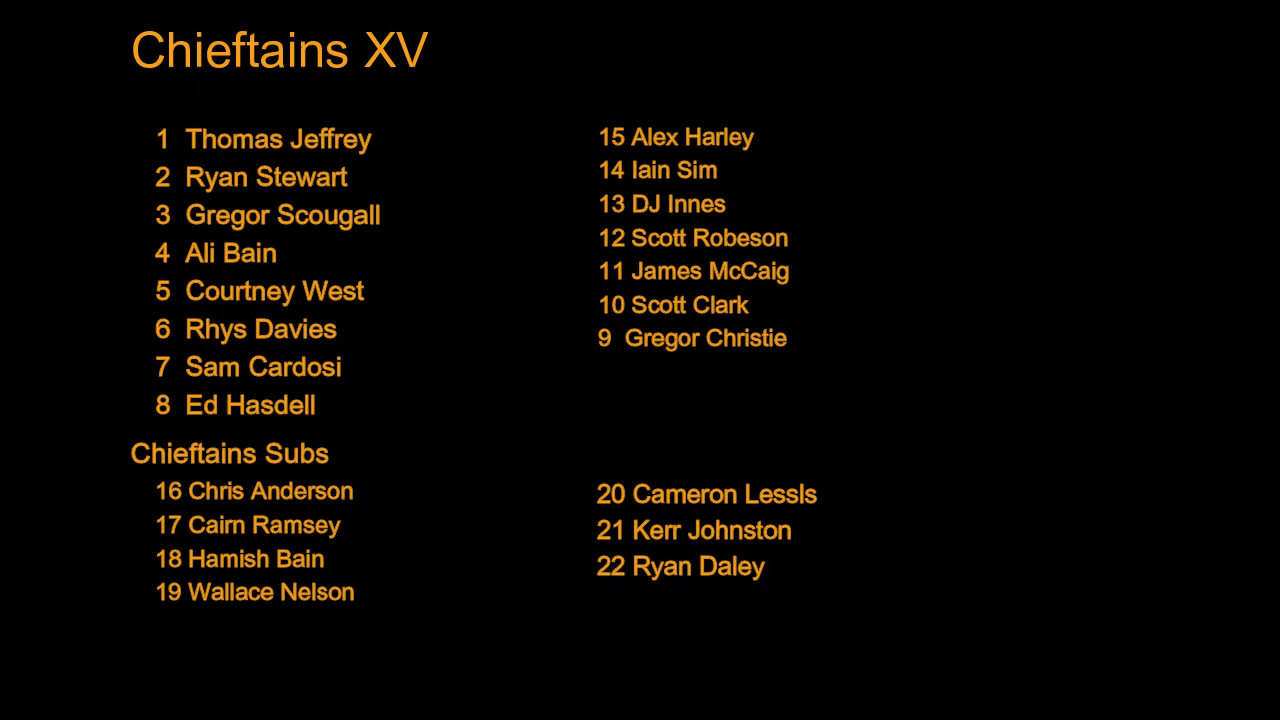 Chieftains XV
1 Thomas Jeffrey
2 Ryan Stewart
3 Gregor Scougall
4 Ali Bain
5 Courtney West
6 Rhys Davies
7 Sam Cardosi
8 Ed Hasdell
15 Alex Harley
14 Iain Sim
13 DJ Innes
12 Scott Robeson
11 James McCaig
10 Scott Clark
9 Gregor Christie
Chieftains Subs
16 Chris Anderson
17 Cairn Ramsey
18 Hamish Bain
19 Wallace Nelson
20 Cameron Lessls
21 Kerr Johnston
22 Ryan Daley